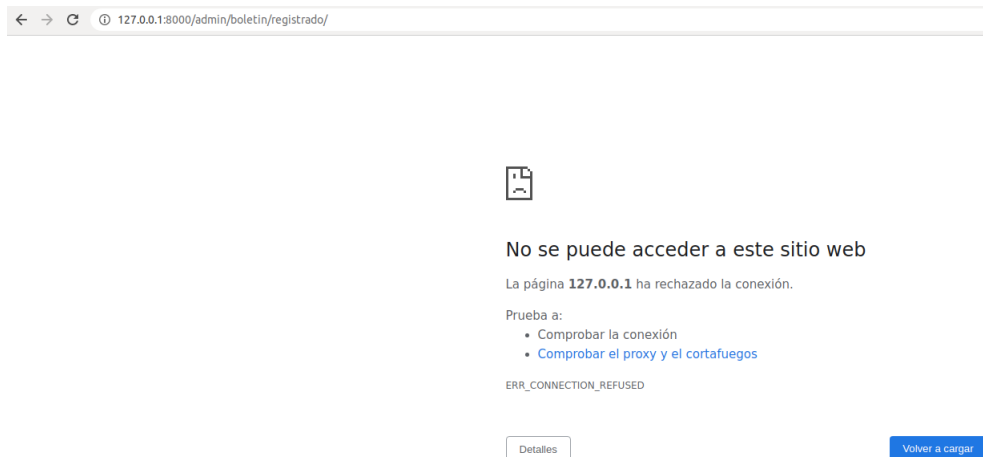 127.0.0.1:8000/admin/boletin/registrado/
No se puede acceder a este sitio web
La página 127.0.0.1 ha rechazado la conexión.
Prueba a:
• Comprobar la conexión
• Comprobar el proxy y el cortafuegos
ERR_CONNECTION_REFUSED
Detalles
Volver a cargar